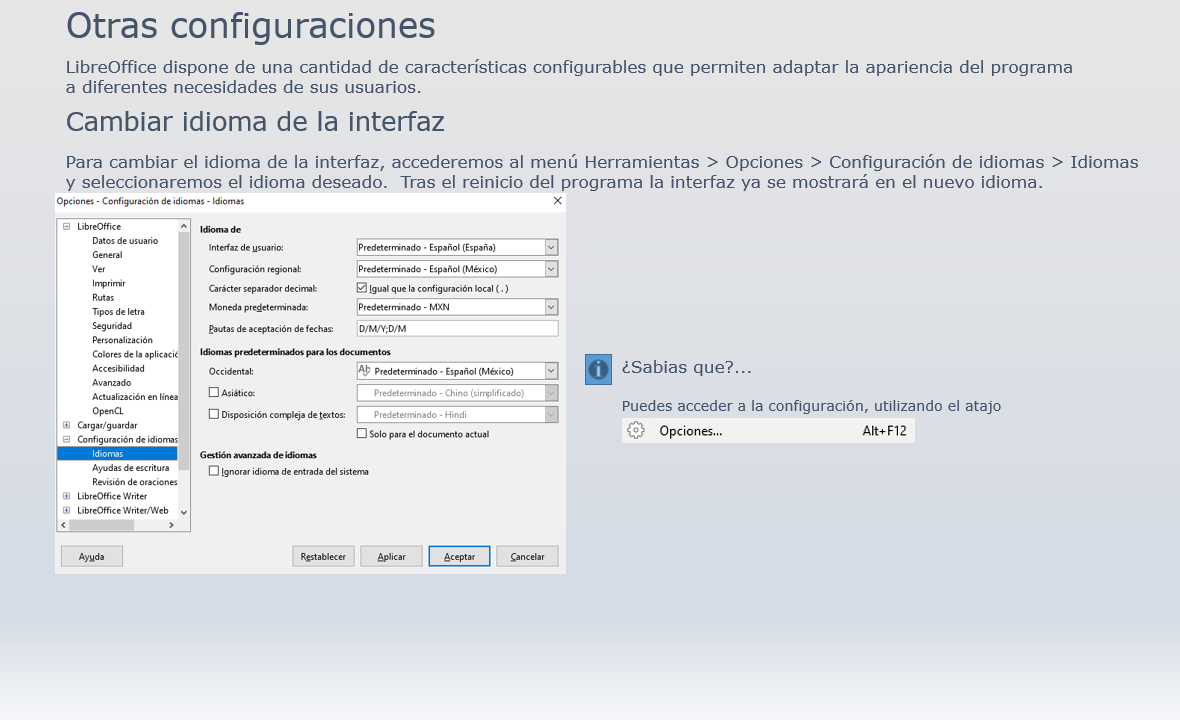 Otras configuraciones
LibreOffice dispone de una cantidad de características configurables que permiten adaptar la apariencia del programa
a diferentes necesidades de sus usuarios.
Cambiar idioma de la interfaz
Para cambiar el idioma de la interfaz, accederemos al menú Herramientas > Opciones > Configuración de idiomas > Idiomas
y seleccionaremos el idioma deseado.  Tras el reinicio del programa la interfaz ya se mostrará en el nuevo idioma.
Opciones - Configuración de idiomas - Idiomas
LibreOffice
Datos de usuario
General
Ver
Imprimir
Rutas
Tipos de letra
Seguridad
Personalización
Colores de la aplicació
Accesibilidad
Avanzado
Actualización en línea
OpenCL
Cargar/guardar
Configuración de idiomas
Idiomas
Ayudas de escritura
Revisión de oraciones
LibreOffice Writer
LibreOffice Writer/Web
Idioma de
Interfaz de usuario: Predeterminado - Español (España)
Configuración regional: Predeterminado - Español (México)
Carácter separador decimal: Igual que la configuración local ( . )
Moneda predeterminada: Predeterminado - MXN
Pautas de aceptación de fechas: D/M/Y;D/M
Idiomas predeterminados para los documentos
Occidental: Predeterminado - Español (México)
Asiático: Predeterminado - Chino (simplificado)
Disposición compleja de textos: Predeterminado - Hindi
Solo para el documento actual
Gestión avanzada de idiomas
Ignorar idioma de entrada del sistema
Ayuda Restablecer Aplicar Aceptar Cancelar
¿Sabias que?...
Puedes acceder a la configuración, utilizando el atajo
Opciones... Alt+F12